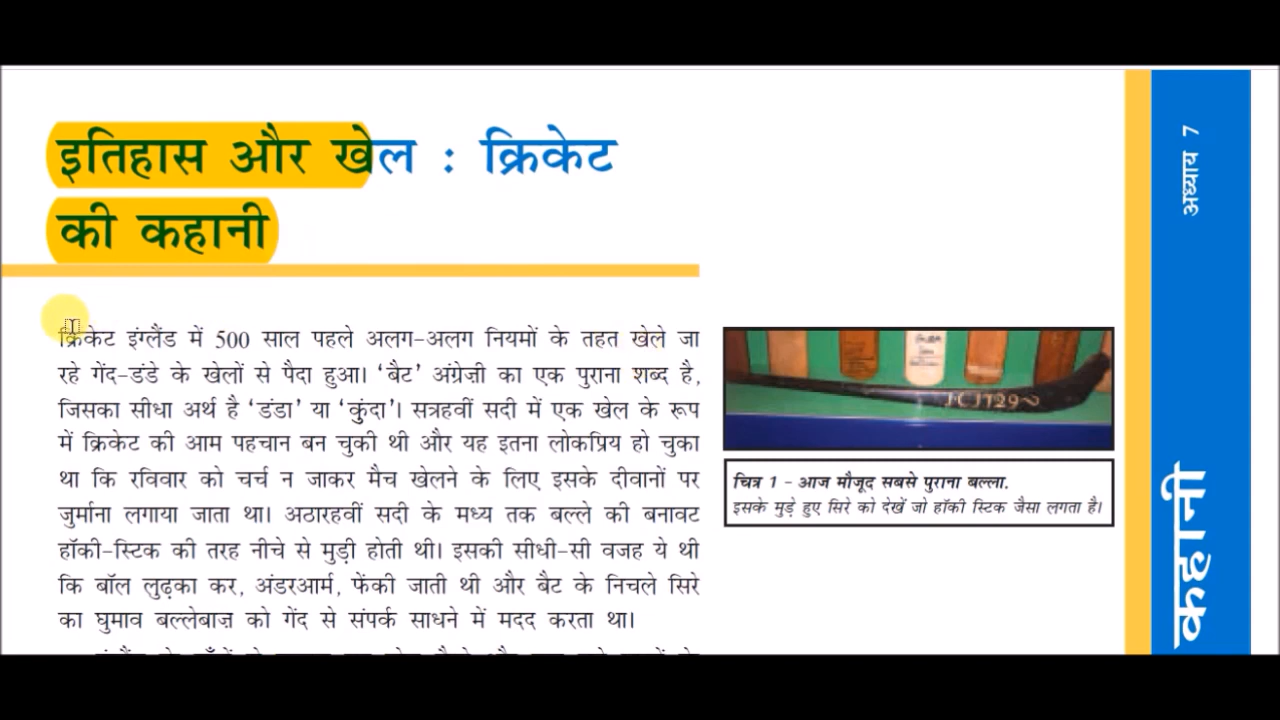 इतिहास और खेल : क्रिकेट
की कहानी
क्रिकेट इंग्लैंड में 500 साल पहले अलग-अलग नियमों के तहत खेले जा
रहे गेंद-डंडे के खेलों से पैदा हुआ। ‘बैट’ अंग्रेज़ी का एक पुराना शब्द है,
जिसका सीधा अर्थ है ‘डंडा’ या ‘कुंदा’। सत्रहवीं सदी में एक खेल के रूप
में क्रिकेट की आम पहचान बन चुकी थी और यह इतना लोकप्रिय हो चुका
था कि रविवार को चर्च न जाकर मैच खेलने के लिए इसके दीवानों पर
जुर्माना लगाया जाता था। अठारहवीं सदी के मध्य तक बल्ले की बनावट
हॉकी-स्टिक की तरह नीचे से मुड़ी होती थी। इसकी सीधी-सी वजह ये थी
कि बॉल लुढ़का कर, अंडरआर्म, फेंकी जाती थी और बैट के निचले सिरे
का घुमाव बल्लेबाज़ को गेंद से संपर्क साधने में मदद करता था।
J.C.1729
चित्र 1 - आज मौजूद सबसे पुराना बल्ला.
इसके मुड़े हुए सिरे को देखें जो हॉकी स्टिक जैसा लगता है।
अध्याय 7
कहानी